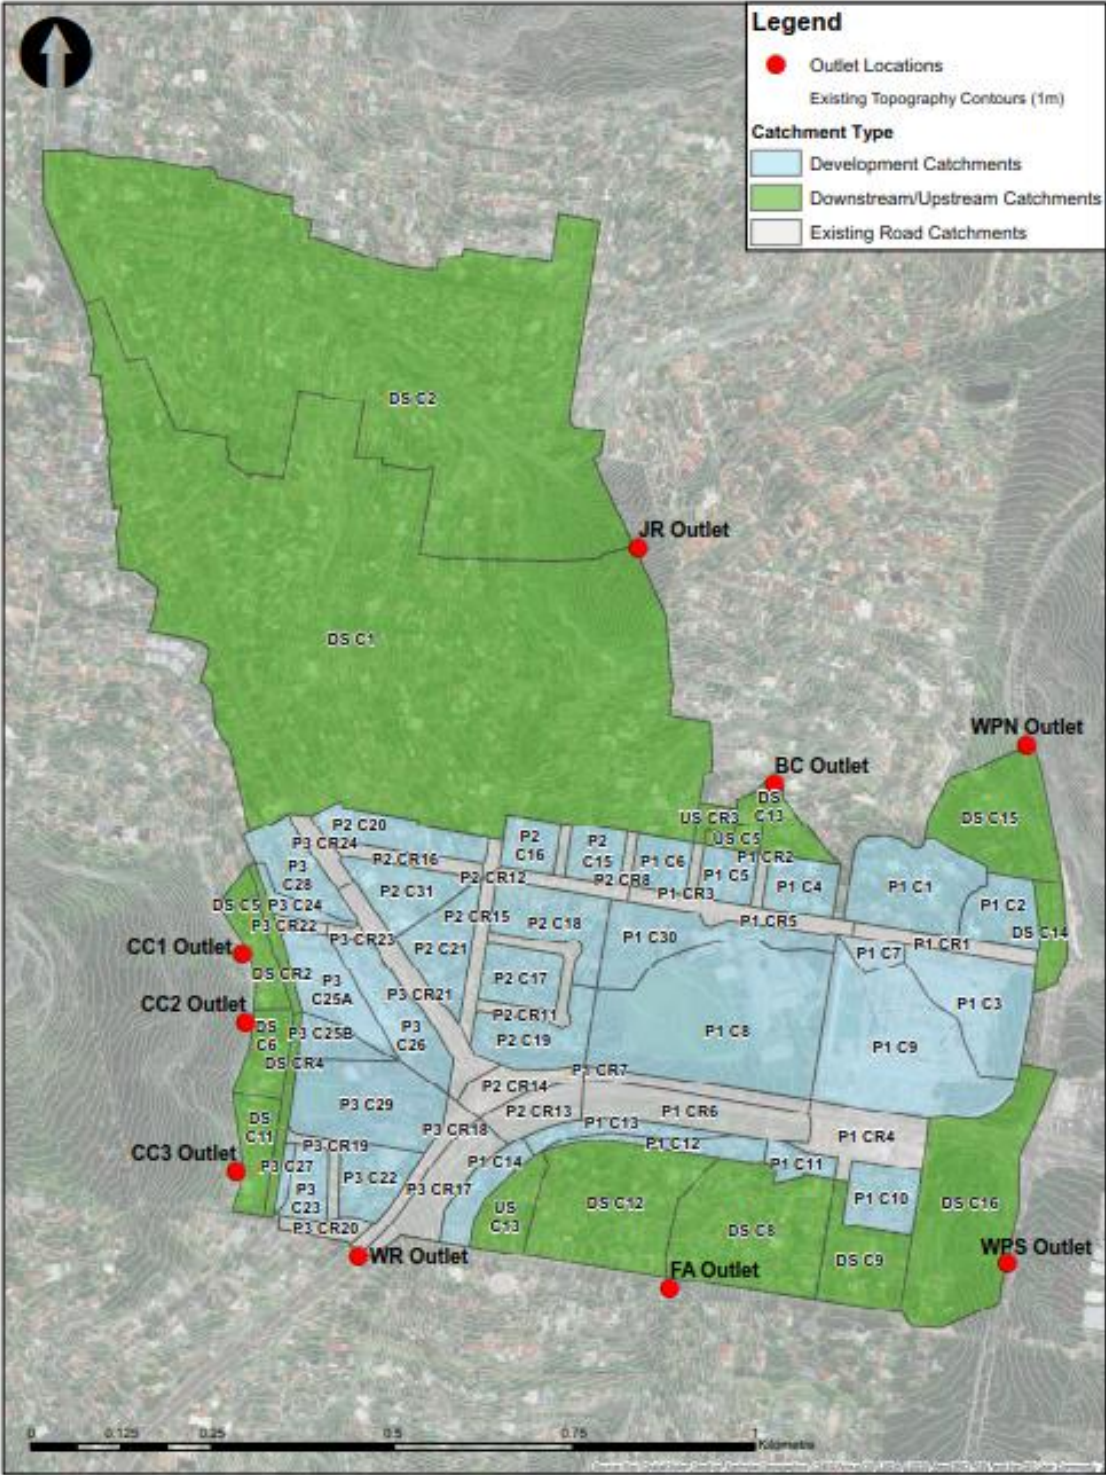 Legend
Outlet Locations
Existing Topography Contours (1m)
Catchment Type
Development Catchments
Downstream/Upstream Catchments
Existing Road Catchments
DS C2
JR Outlet
DS C1
WPN Outlet
BC Outlet
DS
C13
US CR3
DS C15
P2 C20
US C5
P3 CR24
P2
C16
P2
C15
P1 C6
P1 CR2
P2 CR16
P3
C28
P2 CR12
P2 CR8
P1 C5
P1 C4
P1 C1
P2 C31
P1 CR3
DS C5
P3 C24
P1 C2
P2 CR15
P2 C18
P1 CR5
P3 CR22
DS C14
P3 CR23
P1 C30
P1 CR1
CC1 Outlet
P2 C21
P1 C7
DS CR2
P3
C25A
P2 C17
P3 CR21
CC2 Outlet
P1 C3
P2 CR11
DS
C6
P3 C25B
P3
C26
P1 C8
P2 C19
P1 C9
DS CR4
P1 CR7
P2 CR14
P3 C29
P2 CR13
P1 CR6
DS
C11
P1 C13
P3 CR18
P1 CR4
P3 CR19
P1 C12
CC3 Outlet
P3 C27
P1 C14
P1 C11
P3 C22
P3
C23
P3 CR17
P1 C10
DS C12
DS C16
US
C13
P3 CR20
DS C8
WR Outlet
DS C9
WPS Outlet
FA Outlet
0
0.125
0.25
0.5
0.75
1
Kilometre